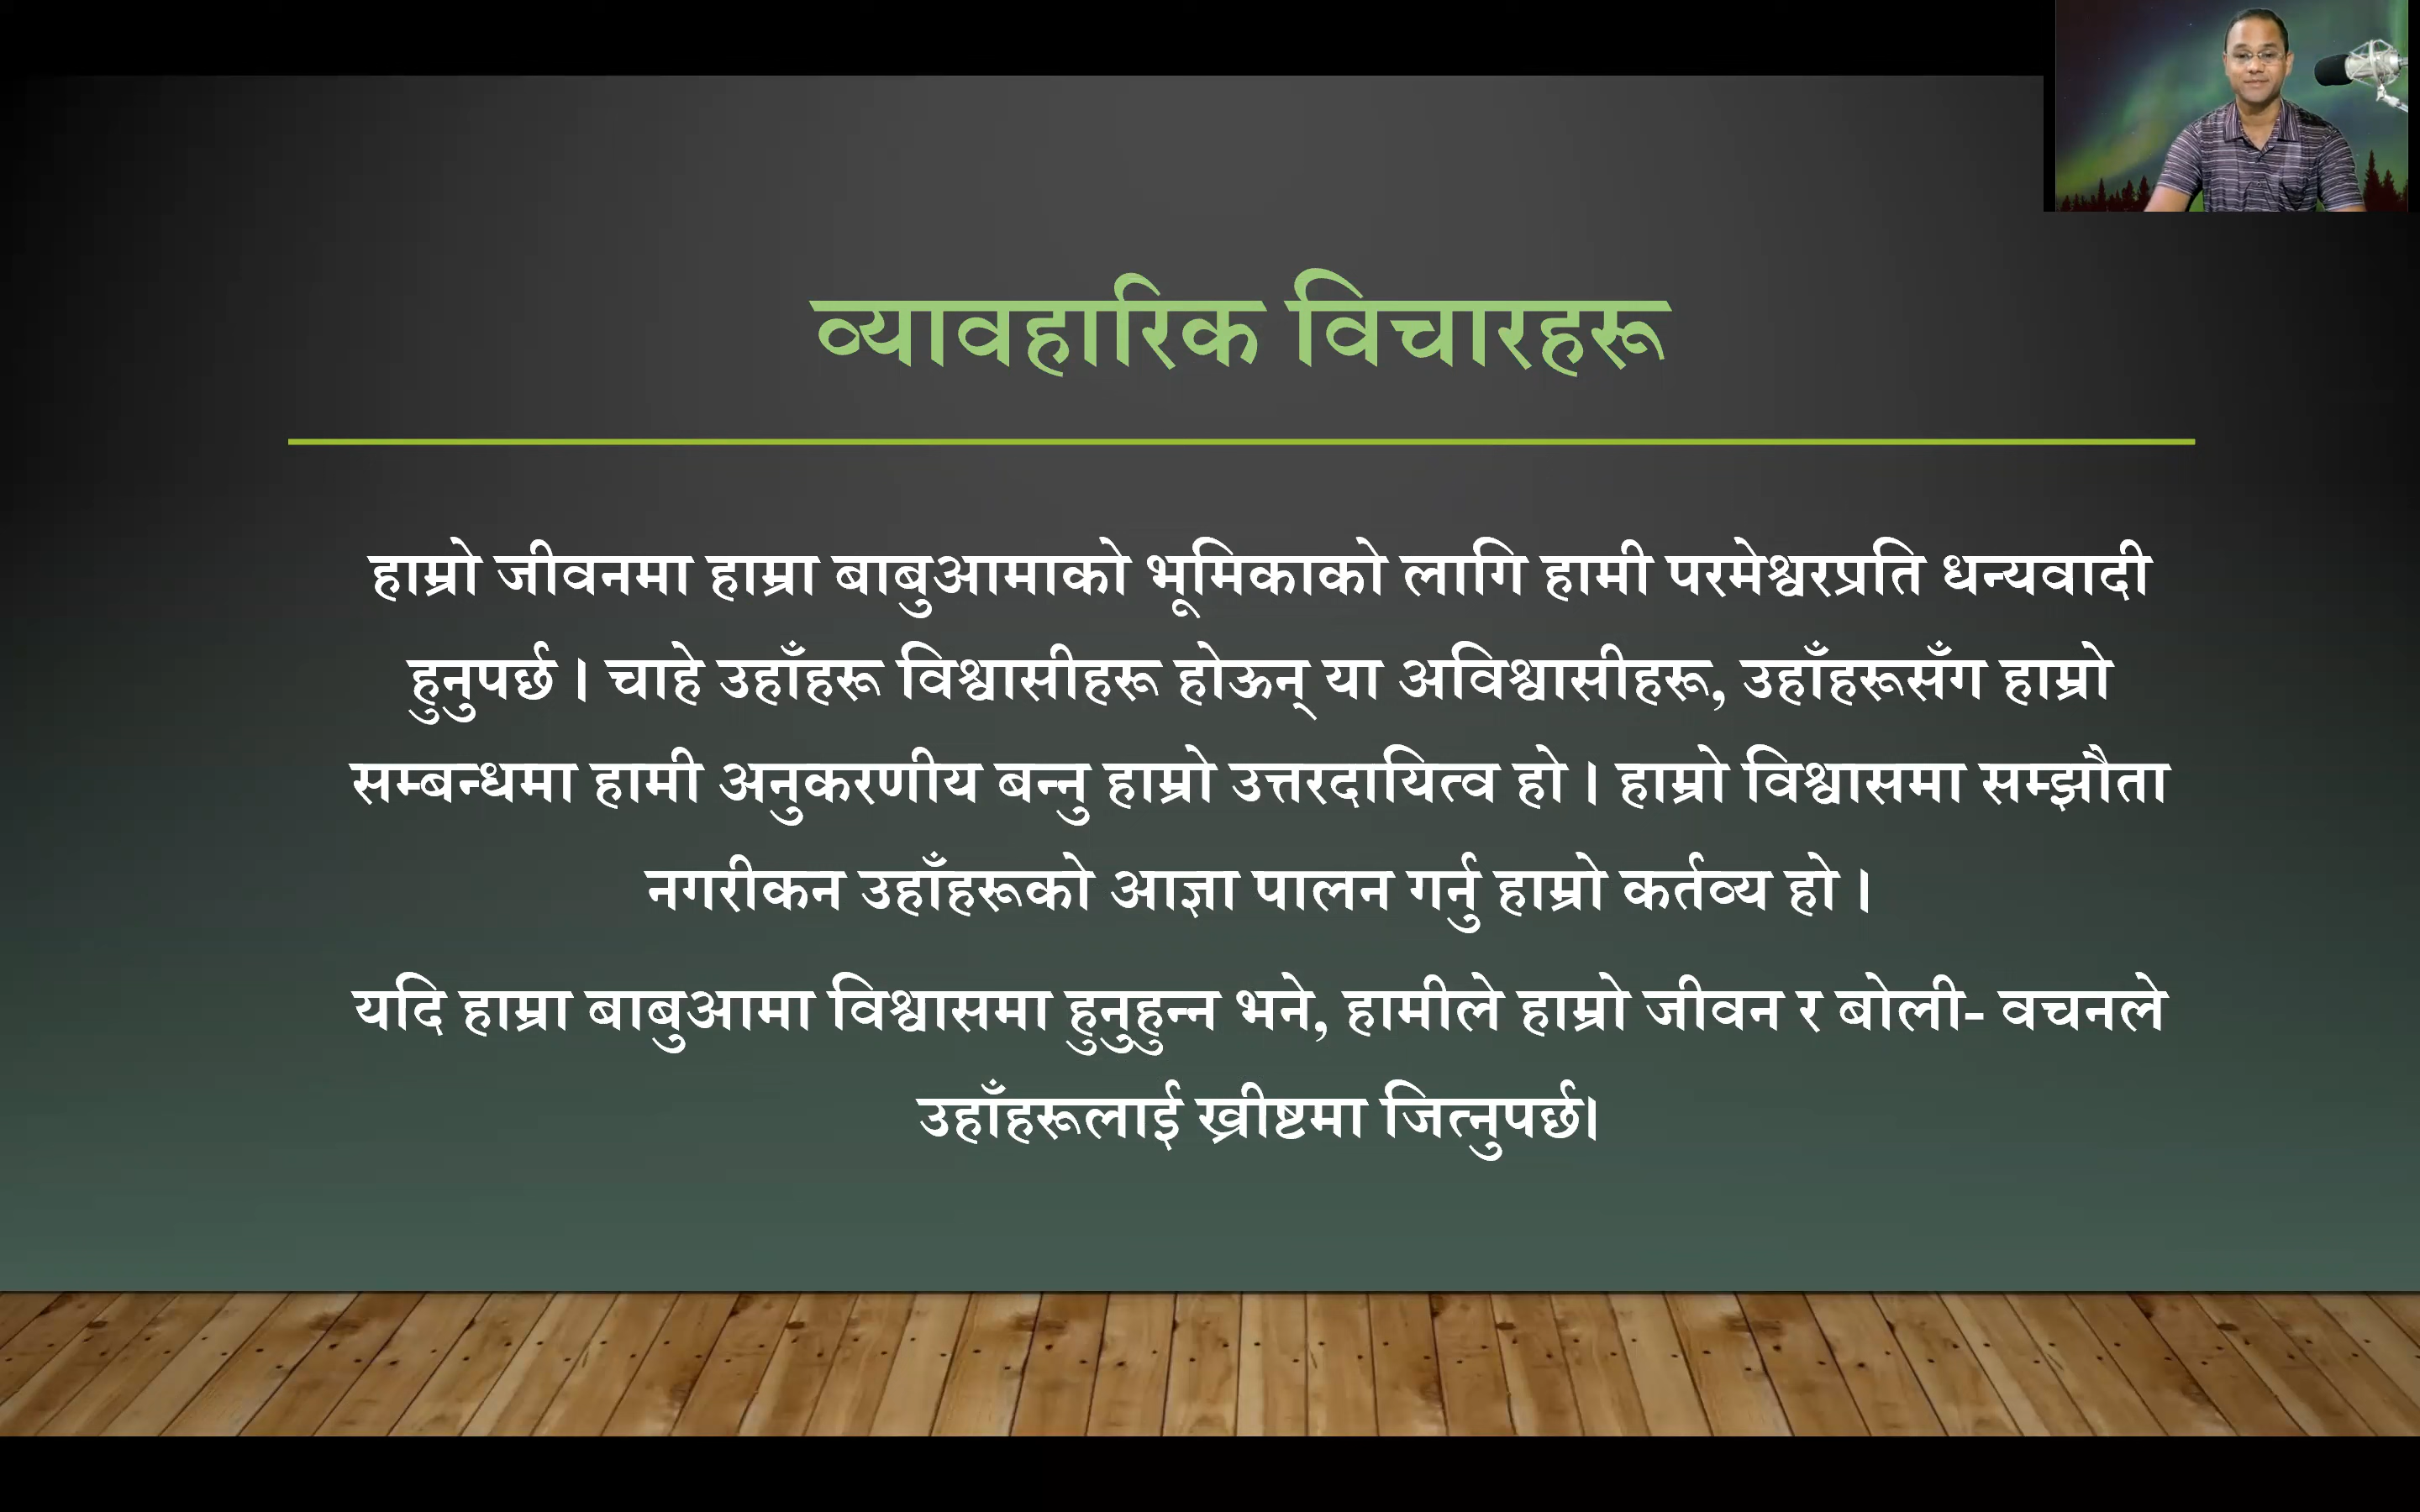 व्यावहारिक विचारहरू
हाम्रो जीवनमा हाम्रा बाबुआमाको भूमिकाको लागि हामी परमेश्वरप्रति धन्यवादी
हुनुपर्छ । चाहे उहाँहरू विश्वासीहरू होऊन् या अविश्वासीहरू, उहाँहरूसँग हाम्रो
सम्बन्धमा हामी अनुकरणीय बन्नु हाम्रो उत्तरदायित्व हो । हाम्रो विश्वासमा सम्झौता
नगरीकन उहाँहरूको आज्ञा पालन गर्नु हाम्रो कर्तव्य हो ।
यदि हाम्रा बाबुआमा विश्वासमा हुनुहुन्न भने, हामीले हाम्रो जीवन र बोली- वचनले
उहाँहरूलाई ख्रीष्टमा जित्नुपर्छ।